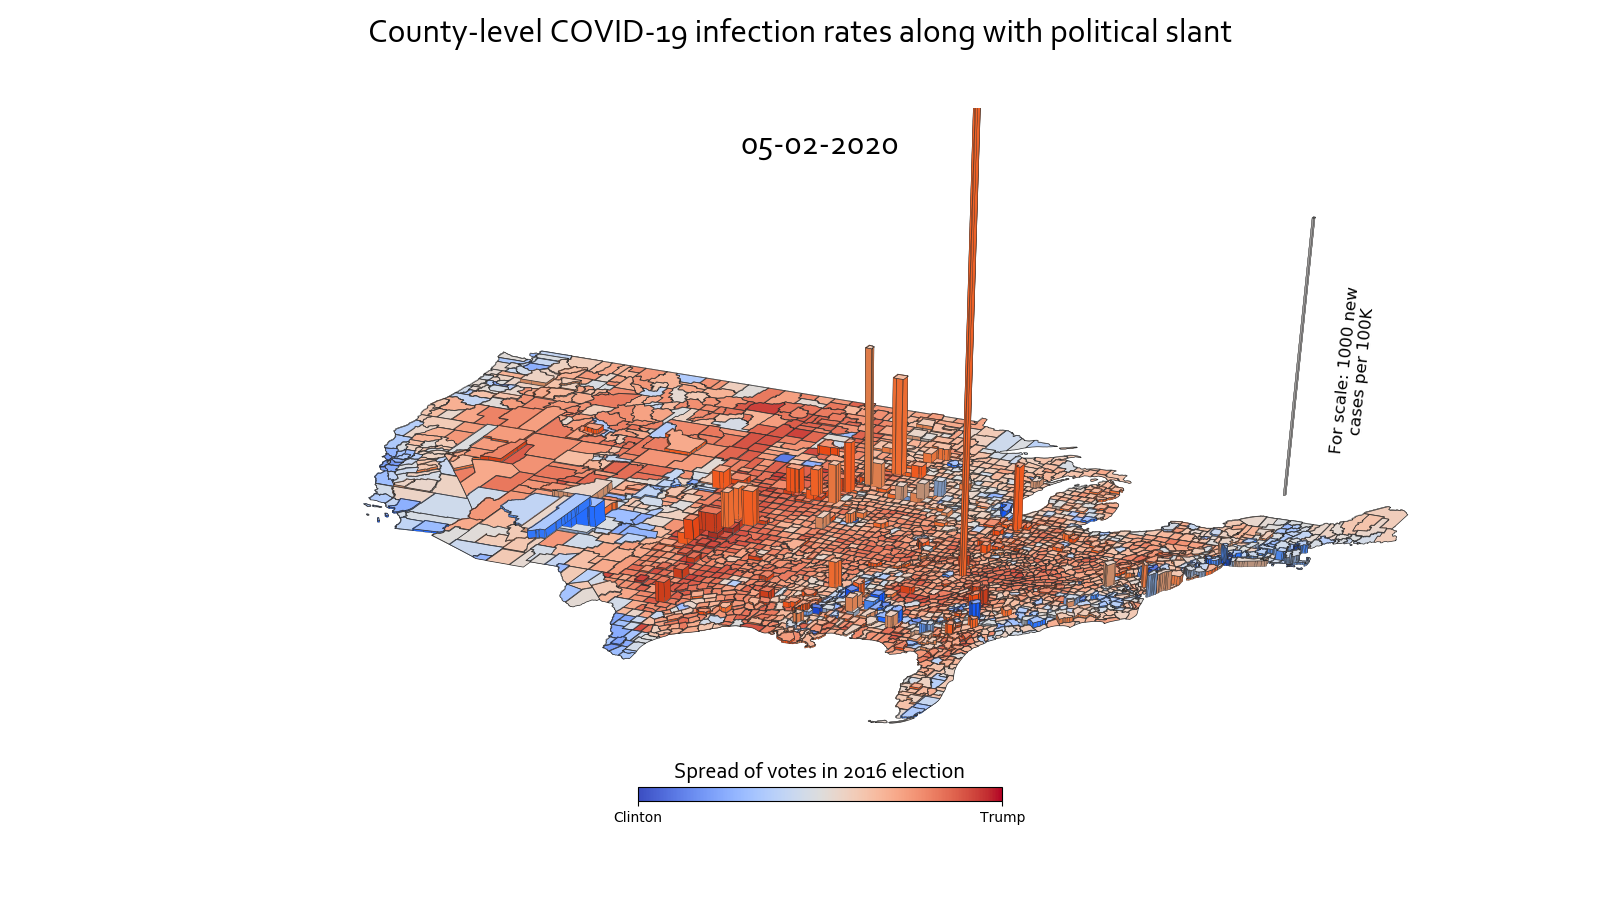 County-level COVID-19 infection rates along with political slant
05-02-2020
For scale: 1000 new
cases per 100K
Spread of votes in 2016 election
Clinton
Trump